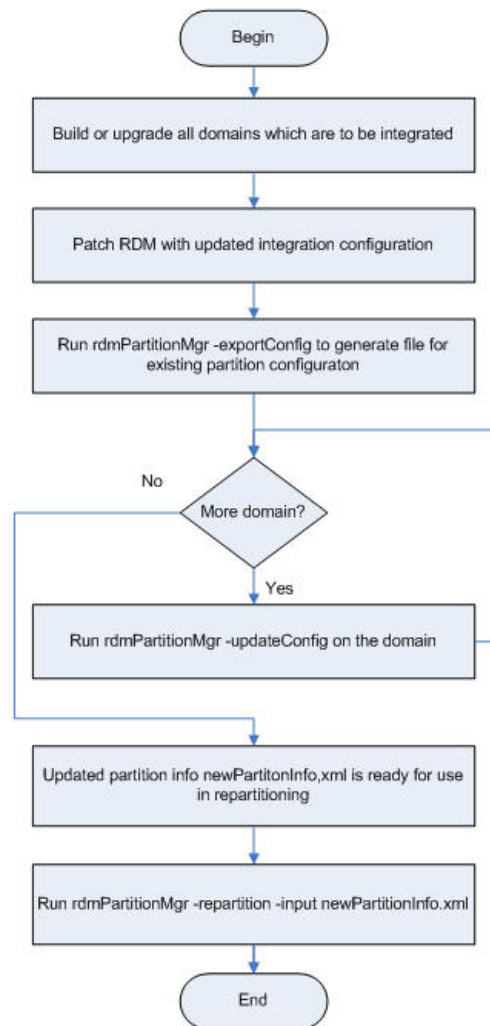 Begin
Build or upgrade all domains which are to be integrated
Patch RDM with updated integration configuration
Run rdmPartitionMgr -exportConfig to generate file for
existing partition configuraton
No
More domain?
Yes
Run rdmPartitionMgr -updateConfig on the domain
Updated partition info newPartitonInfo,xml is ready for use
in repartitioning
Run rdmPartitionMgr -repartition -input newPartitionInfo.xml
End